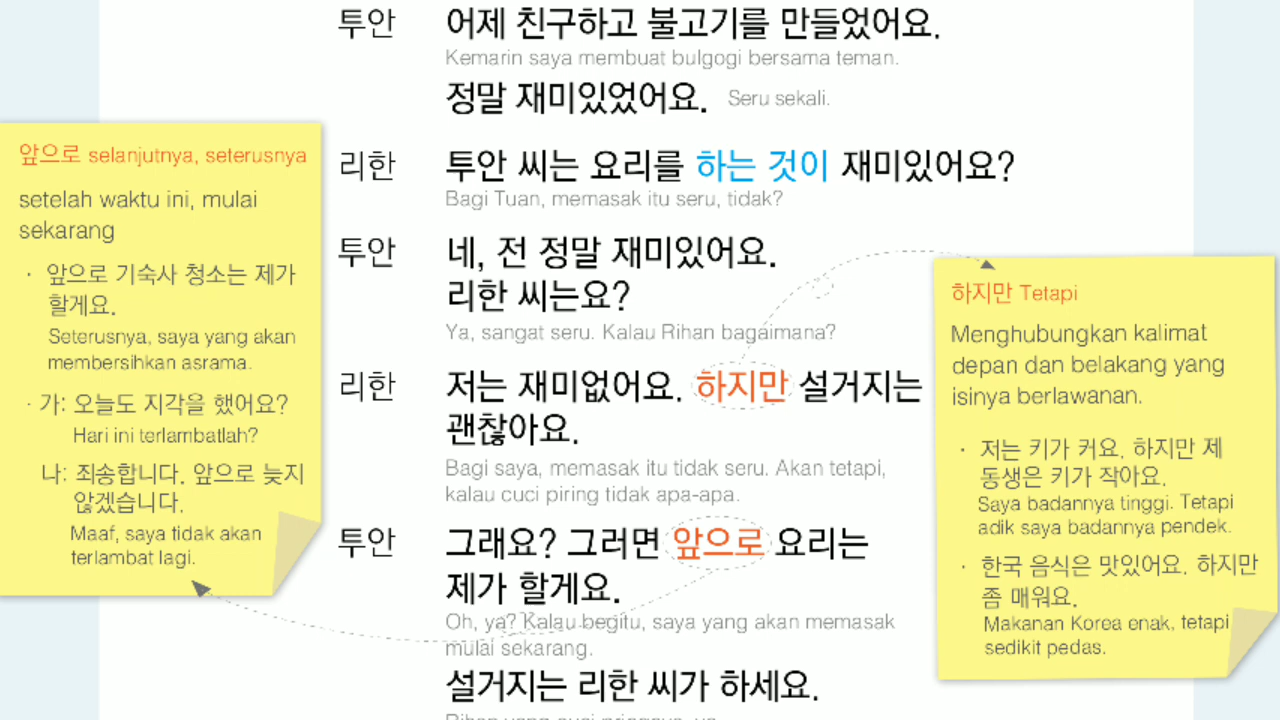 투안 어제 친구하고 불고기를 만들었어요.
Kemarin saya membuat bulgogi bersama teman.
정말 재미있었어요. Seru sekali.
리한 투안 씨는 요리를 하는 것이 재미있어요?
Bagi Tuan, memasak itu seru, tidak?
투안 네, 전 정말 재미있어요.
리한 씨는요?
Ya, sangat seru. Kalau Rihan bagaimana?
리한 저는 재미없어요. 하지만 설거지는
괜찮아요.
Bagi saya, memasak itu tidak seru. Akan tetapi,
kalau cuci piring tidak apa-apa.
투안 그래요? 그러면 앞으로 요리는
제가 할게요.
Oh, ya? Kalau begitu, saya yang akan memasak
mulai sekarang.
설거지는 리한 씨가 하세요.
앞으로 selanjutnya, seterusnya
setelah waktu ini, mulai
sekarang
· 앞으로 기숙사 청소는 제가
할게요.
Seterusnya, saya yang akan
membersihkan asrama.
· 가: 오늘도 지각을 했어요?
Hari ini terlambatlah?
나: 죄송합니다. 앞으로 늦지
않겠습니다.
Maaf, saya tidak akan
terlambat lagi.
하지만 Tetapi
Menghubungkan kalimat
depan dan belakang yang
isinya berlawanan.
· 저는 키가 커요. 하지만 제
동생은 키가 작아요.
Saya badannya tinggi. Tetapi
adik saya badannya pendek.
· 한국 음식은 맛있어요. 하지만
좀 매워요.
Makanan Korea enak, tetapi
sedikit pedas.